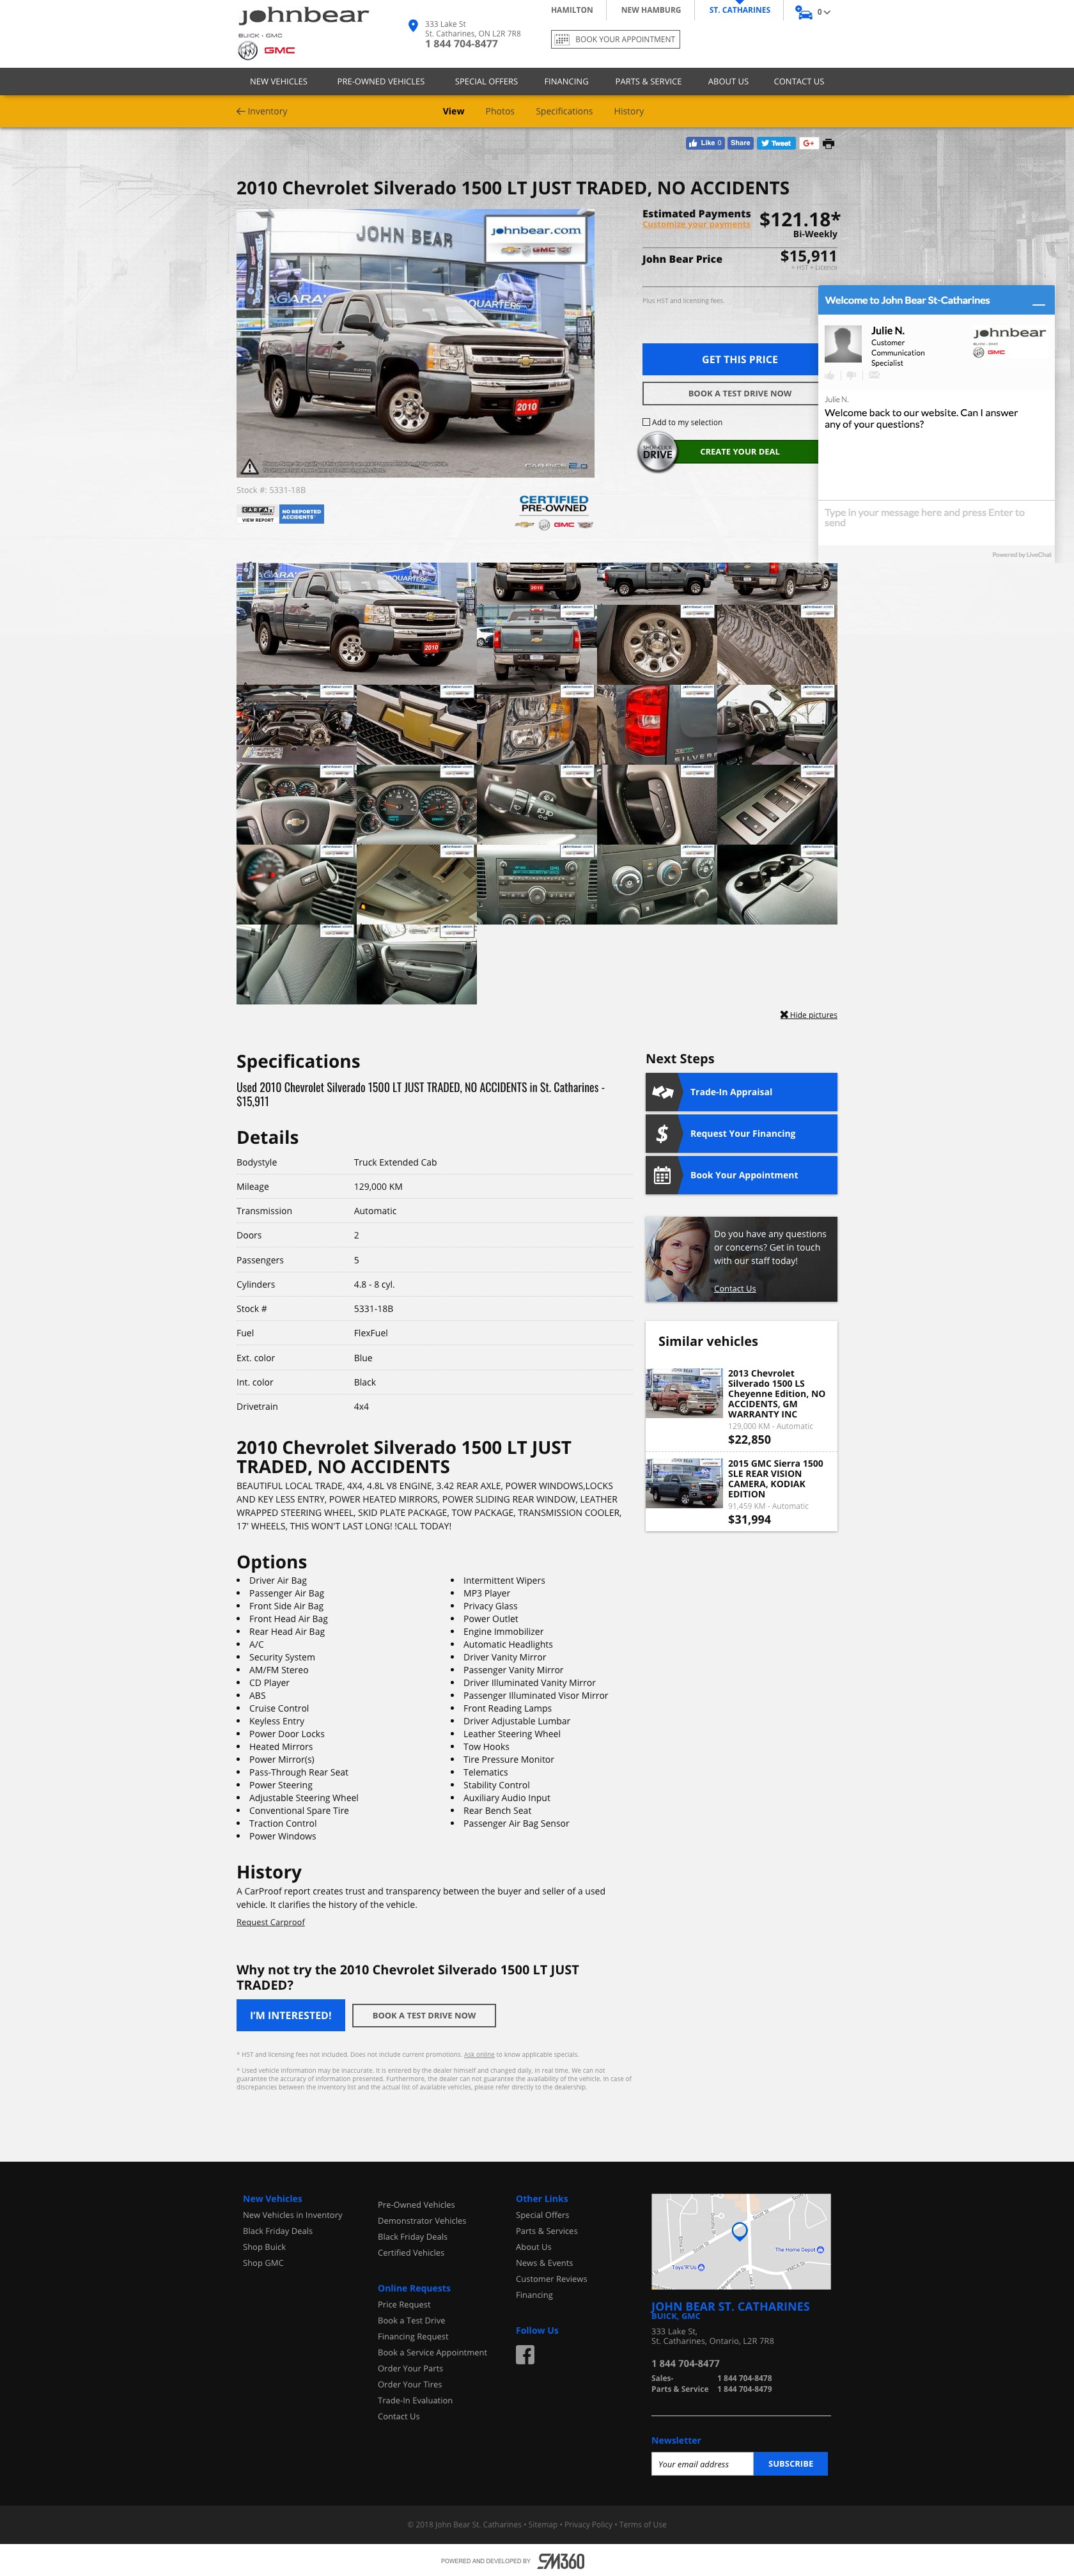 johnbear
BUICK • GMC
GMC
333 Lake St
St. Catharines, ON L2R 7R8
1 844 704-8477
HAMILTON
NEW HAMBURG
ST. CATHARINES
0
BOOK YOUR APPOINTMENT
NEW VEHICLES
PRE-OWNED VEHICLES
SPECIAL OFFERS
FINANCING
PARTS & SERVICE
ABOUT US
CONTACT US
Inventory
View
Photos
Specifications
History
Like 0
Share
Tweet
G+
2010 Chevrolet Silverado 1500 LT JUST TRADED, NO ACCIDENTS
JOHN BEAR
johnbear.com
GMC
2010
Stock #: 5331-18B
CARFAX
VIEW REPORT
NO REPORTED
ACCIDENTS
CERTIFIED
PRE-OWNED
GMC
Estimated Payments
Customize your payments
$121.18*
Bi-Weekly
John Bear Price
$15,911
+ HST + Licence
Plus HST and licensing fees.
GET THIS PRICE
BOOK A TEST DRIVE NOW
Add to my selection
DRIVE
CREATE YOUR DEAL
Welcome to John Bear St-Catharines
Julie N.
Customer
Communication
Specialist
johnbear
BUICK • GMC
GMC
Julie N.
Welcome back to our website. Can I answer
any of your questions?
Type in your message here and press Enter to
send
Powered by LiveChat
Hide pictures
Specifications
Used 2010 Chevrolet Silverado 1500 LT JUST TRADED, NO ACCIDENTS in St. Catharines -
$15,911
Details
Bodystyle Truck Extended Cab
Mileage 129,000 KM
Transmission Automatic
Doors 2
Passengers 5
Cylinders 4.8 - 8 cyl.
Stock # 5331-18B
Fuel FlexFuel
Ext. color Blue
Int. color Black
Drivetrain 4x4
2010 Chevrolet Silverado 1500 LT JUST
TRADED, NO ACCIDENTS
BEAUTIFUL LOCAL TRADE, 4X4, 4.8L V8 ENGINE, 3.42 REAR AXLE, POWER WINDOWS,LOCKS
AND KEY LESS ENTRY, POWER HEATED MIRRORS, POWER SLIDING REAR WINDOW, LEATHER
WRAPPED STEERING WHEEL, SKID PLATE PACKAGE, TOW PACKAGE, TRANSMISSION COOLER,
17' WHEELS, THIS WON'T LAST LONG! !CALL TODAY!
Options
Driver Air Bag
Passenger Air Bag
Front Side Air Bag
Front Head Air Bag
Rear Head Air Bag
A/C
Security System
AM/FM Stereo
CD Player
ABS
Cruise Control
Keyless Entry
Power Door Locks
Heated Mirrors
Power Mirror(s)
Pass-Through Rear Seat
Power Steering
Adjustable Steering Wheel
Conventional Spare Tire
Traction Control
Power Windows
Intermittent Wipers
MP3 Player
Privacy Glass
Power Outlet
Engine Immobilizer
Automatic Headlights
Driver Vanity Mirror
Passenger Vanity Mirror
Driver Illuminated Vanity Mirror
Passenger Illuminated Visor Mirror
Front Reading Lamps
Driver Adjustable Lumbar
Leather Steering Wheel
Tow Hooks
Tire Pressure Monitor
Telematics
Stability Control
Auxiliary Audio Input
Rear Bench Seat
Passenger Air Bag Sensor
History
A CarProof report creates trust and transparency between the buyer and seller of a used
vehicle. It clarifies the history of the vehicle.
Request Carproof
Why not try the 2010 Chevrolet Silverado 1500 LT JUST
TRADED?
I'M INTERESTED!
BOOK A TEST DRIVE NOW
* HST and licensing fees not included. Does not include current promotions. Ask online to know applicable specials.
* Used vehicle information may be inaccurate. It is entered by the dealer himself and changed daily, in real time. We can not
guarantee the accuracy of information presented. Furthermore, the dealer can not guarantee the availability of the vehicle. In case of
discrepancies between the inventory list and the actual list of available vehicles, please refer directly to the dealership.
Next Steps
Trade-In Appraisal
Request Your Financing
Book Your Appointment
Do you have any questions
or concerns? Get in touch
with our staff today!
Contact Us
Similar vehicles
2013 Chevrolet
Silverado 1500 LS
Cheyenne Edition, NO
ACCIDENTS, GM
WARRANTY INC
129,000 KM - Automatic
$22,850
2015 GMC Sierra 1500
SLE REAR VISION
CAMERA, KODIAK
EDITION
91,459 KM - Automatic
$31,994
New Vehicles
New Vehicles in Inventory
Black Friday Deals
Shop Buick
Shop GMC
Pre-Owned Vehicles
Demonstrator Vehicles
Black Friday Deals
Certified Vehicles
Online Requests
Price Request
Book a Test Drive
Financing Request
Book a Service Appointment
Order Your Parts
Order Your Tires
Trade-In Evaluation
Contact Us
Other Links
Special Offers
Parts & Services
About Us
News & Events
Customer Reviews
Financing
Follow Us
Scott St
The Home Depot
Toys"R"Us
YMCA St
JOHN BEAR ST. CATHARINES
BUICK, GMC
333 Lake St,
St. Catharines, Ontario, L2R 7R8
1 844 704-8477
Sales- 1 844 704-8478
Parts & Service 1 844 704-8479
Newsletter
Your email address
SUBSCRIBE
© 2018 John Bear St. Catharines • Sitemap • Privacy Policy • Terms of Use
POWERED AND DEVELOPED BY SM360